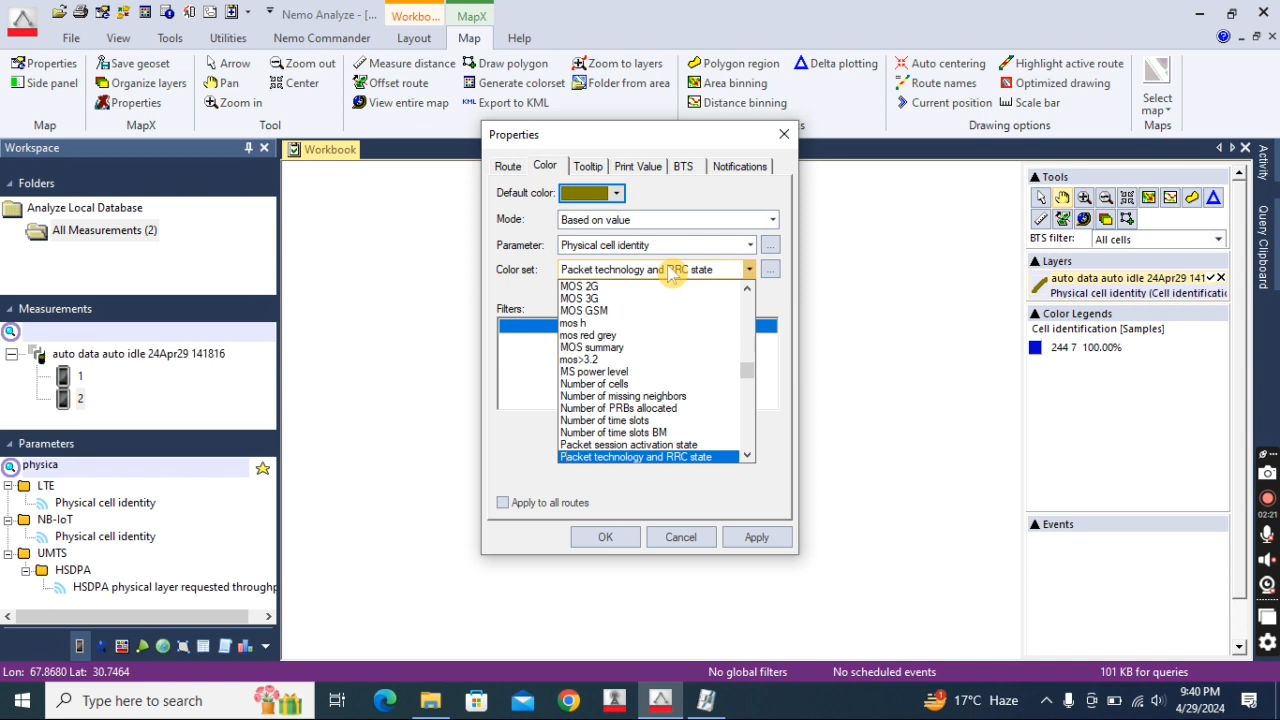 Nemo Analyze - [...
Workbo...
MapX
File
View
Tools
Utilities
Nemo Commander
Layout
Map
Help
Properties
Save geoset
Arrow
Zoom out
Measure distance
Draw polygon
Zoom to layers
Polygon region
Delta plotting
Auto centering
Highlight active route
Side panel
Organize layers
Pan
Center
Offset route
Generate colorset
Folder from area
Area binning
Route names
Optimized drawing
Properties
Zoom in
View entire map
KML Export to KML
Distance binning
Current position
Scale bar
Select
map
Map
MapX
Tool
Drawing options
Maps
Workspace
Folders
Analyze Local Database
All Measurements (2)
Measurements
auto data auto idle 24Apr29 141816
1
2
Parameters
physica
LTE
Physical cell identity
NB-IoT
Physical cell identity
UMTS
HSDPA
HSDPA physical layer requested throughp
Workbook
Properties
Route
Color
Tooltip
Print Value
BTS
Notifications
Default color:
Mode:
Based on value
Parameter:
Physical cell identity
...
Color set:
Packet technology and RRC state
...
Filters:
MOS 2G
MOS 3G
MOS GSM
mos h
mos red grey
MOS summary
mos>3.2
MS power level
Number of cells
Number of missing neighbors
Number of PRBs allocated
Number of time slots
Number of time slots BM
Packet session activation state
Packet technology and RRC state
Apply to all routes
OK
Cancel
Apply
Tools
BTS filter:
All cells
Layers
auto data auto idle 24Apr29 141
Physical cell identity (Cell identificatio
Color Legends
Cell identification [Samples]
244 7 100.00%
Events
Activity
Query Clipboard
02:21
Lon: 67.8680 Lat: 30.7464
No global filters
No scheduled events
101 KB for queries
Type here to search
17°C Haze
9:40 PM
4/29/2024